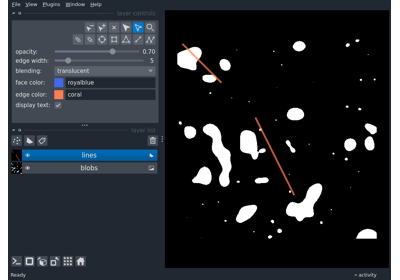 File View Plugins Window Help
layer controls
opacity: 0.70
edge width: 5
blending: translucent
face color: royalblue
edge color: coral
display text:
layer list
lines
blobs
Ready
activity